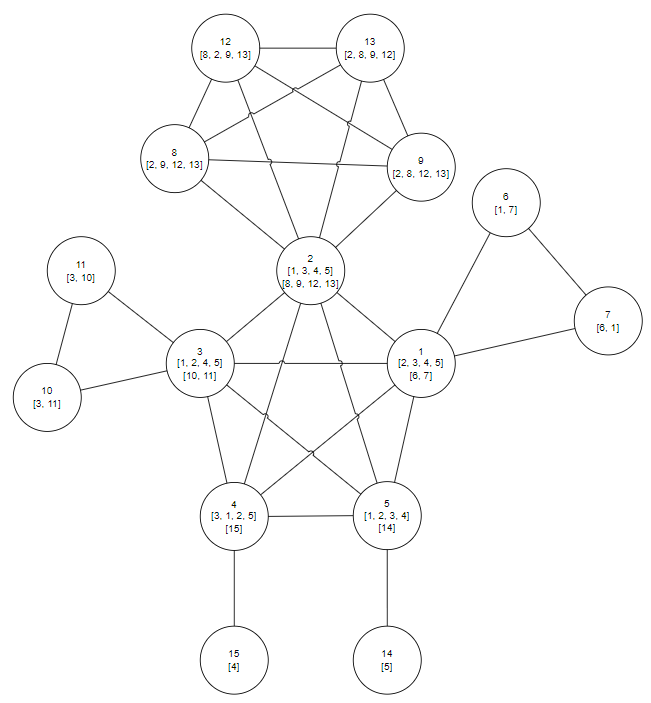 12
[8, 2, 9, 13]
13
[2, 8, 9, 12]
8
[2, 9, 12, 13]
9
[2, 8, 12, 13]
6
[1, 7]
2
[1, 3, 4, 5]
[8, 9, 12, 13]
11
[3, 10]
7
[6, 1]
3
[1, 2, 4, 5]
[10, 11]
1
[2, 3, 4, 5]
[6, 7]
10
[3, 11]
4
[3, 1, 2, 5]
[15]
5
[1, 2, 3, 4]
[14]
15
[4]
14
[5]